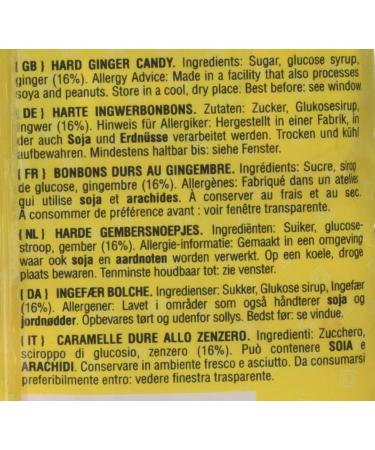 ( GB ) HARD GINGER CANDY. Ingredients: Sugar, glucose syrup,
ginger (16%). Allergy Advice: Made in a facility that also processes
soya and peanuts. Store in a cool, dry place. Best before: see window.
( DE ) HARTE INGWERBONBONS. Zutaten: Zucker, Glukosesirup,
Ingwer (16%). Hinweis für Allergiker: Hergestellt in einer Fabrik, in
der auch Soja und Erdnüsse verarbeitet werden. Trocken und kühl
aufbewahren. Mindestens haltbar bis: siehe Fenster.
( FR ) BONBONS DURS AU GINGEMBRE. Ingrédients: Sucre, sirop
de glucose, gingembre (16%). Allergènes: Fabriqué dans un atelier
qui utilise soja et arachides. À conserver au frais et au sec.
À consommer de préférence avant : voir fenêtre transparente.
( NL ) HARDE GEMBERSNOEPJES. Ingrediënten: Suiker, glucose-
stroop, gember (16%). Allergie-informatie: Gemaakt in een omgeving
waar ook soja en aardnoten worden verwerkt. Op een koele, droge
plaats bewaren. Tenminste houdbaar tot: zie venster.
( DA ) INGEFÆR BOLCHE. Ingredienser: Sukker, Glukose sirup, Ingefær
(16%). Allergener: Lavet i områder som også håndterer soja og
jordnødder. Opbevares tørt og udenfor sollys. Bedst før: se vindue.
( IT ) CARAMELLE DURE ALLO ZENZERO. Ingredienti: Zucchero,
sciroppo di glucosio, zenzero (16%). Può contenere SOIA e
ARACHIDI. Conservare in ambiente fresco e asciutto. Da consumarsi
preferibilmente entro: vedere finestra trasparente.